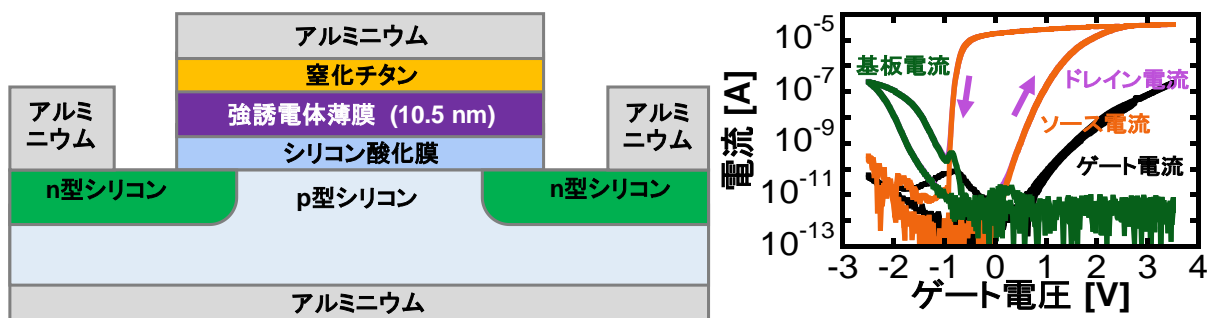 アルミニウム
窒化チタン
強誘電体薄膜 (10.5 nm)
シリコン酸化膜
アルミ
ニウム
アルミ
ニウム
n型シリコン
p型シリコン
n型シリコン
アルミニウム
電流 [A]
10-5
10-7
10-9
10-11
10-13
基板電流
ドレイン電流
ソース電流
ゲート電流
-3 -2 -1 0 1 2 3 4
ゲート電圧 [V]